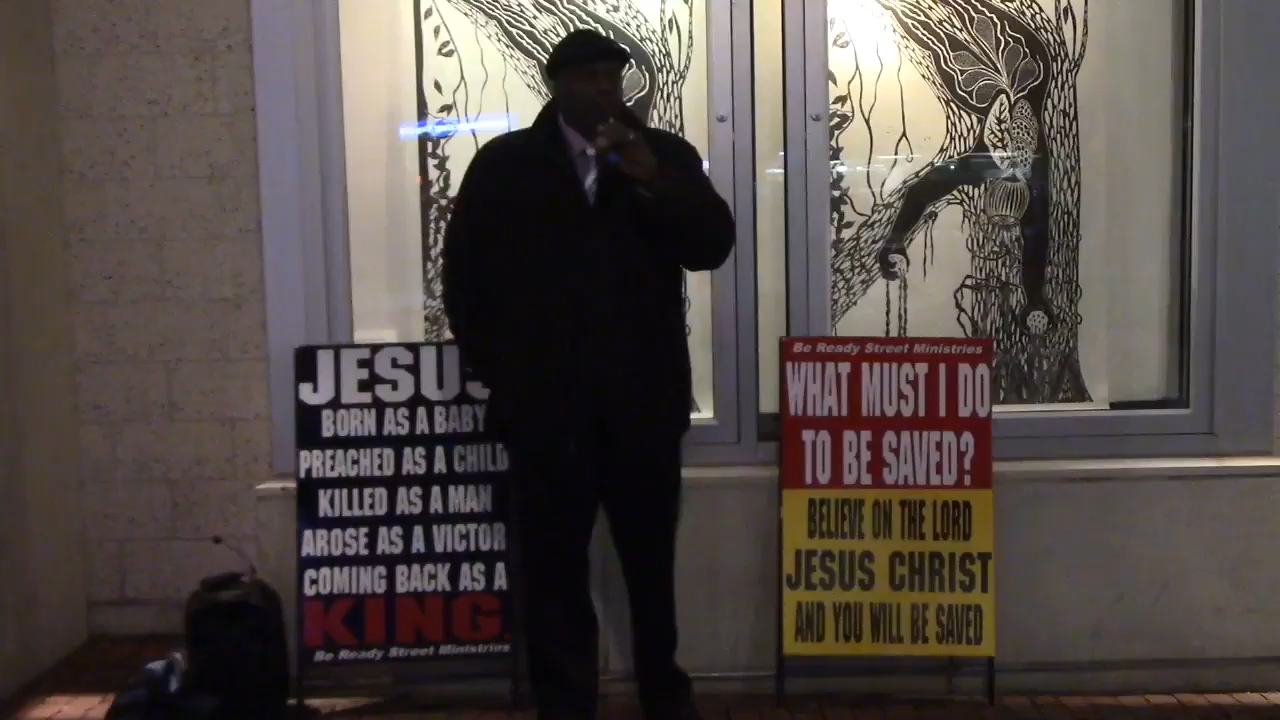 JESUS
BORN AS A BABY
PREACHED AS A CHILD
KILLED AS A MAN
AROSE AS A VICTOR
COMING BACK AS A
KING.
Be Ready Street Ministries
Be Ready Street Ministries
WHAT MUST I DO
TO BE SAVED?
BELIEVE ON THE LORD
JESUS CHRIST
AND YOU WILL BE SAVED